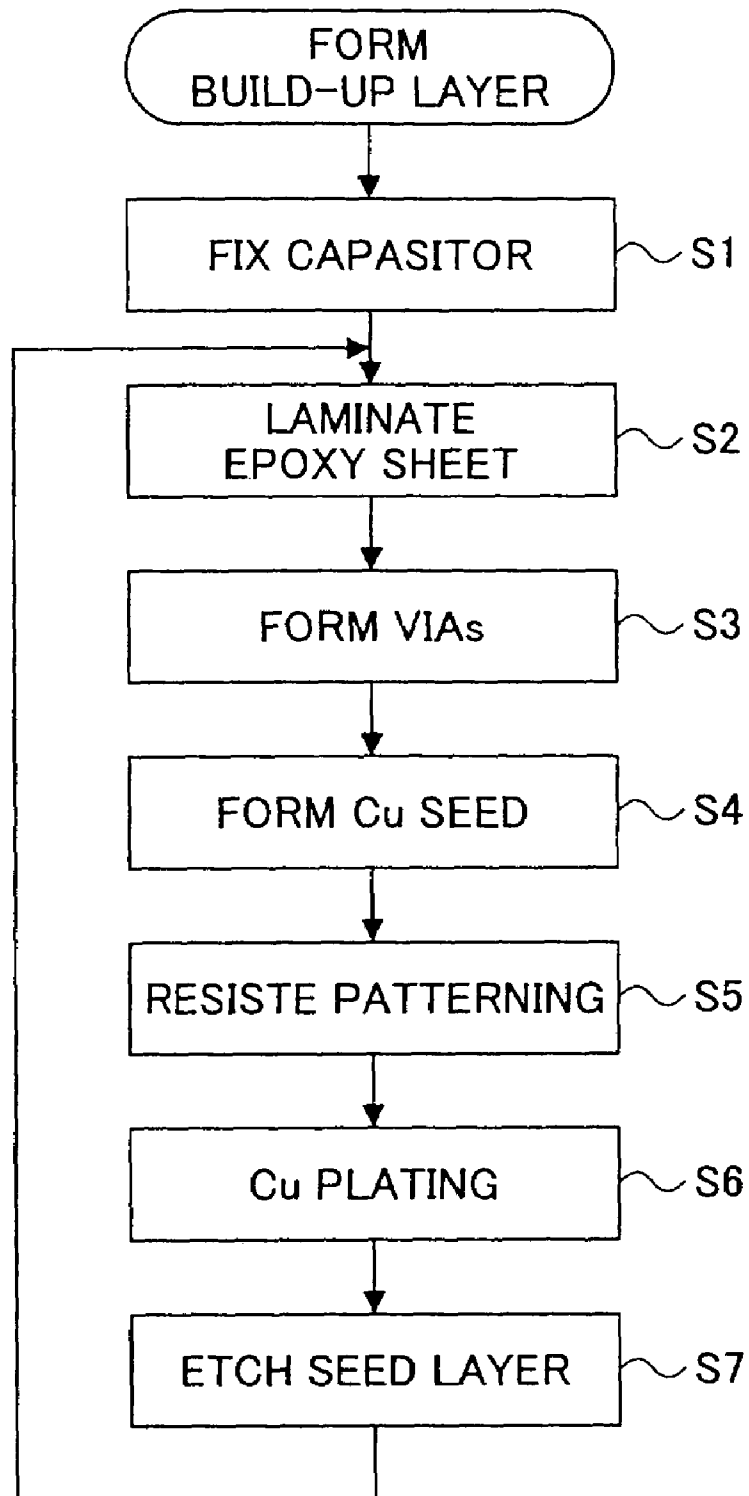 FORM
BUILD-UP LAYER
FIX CAPASITOR
S1
LAMINATE
EPOXY SHEET
S2
FORM VIAs
S3
FORM Cu SEED
S4
RESISTE PATTERNING
S5
Cu PLATING
S6
ETCH SEED LAYER
S7